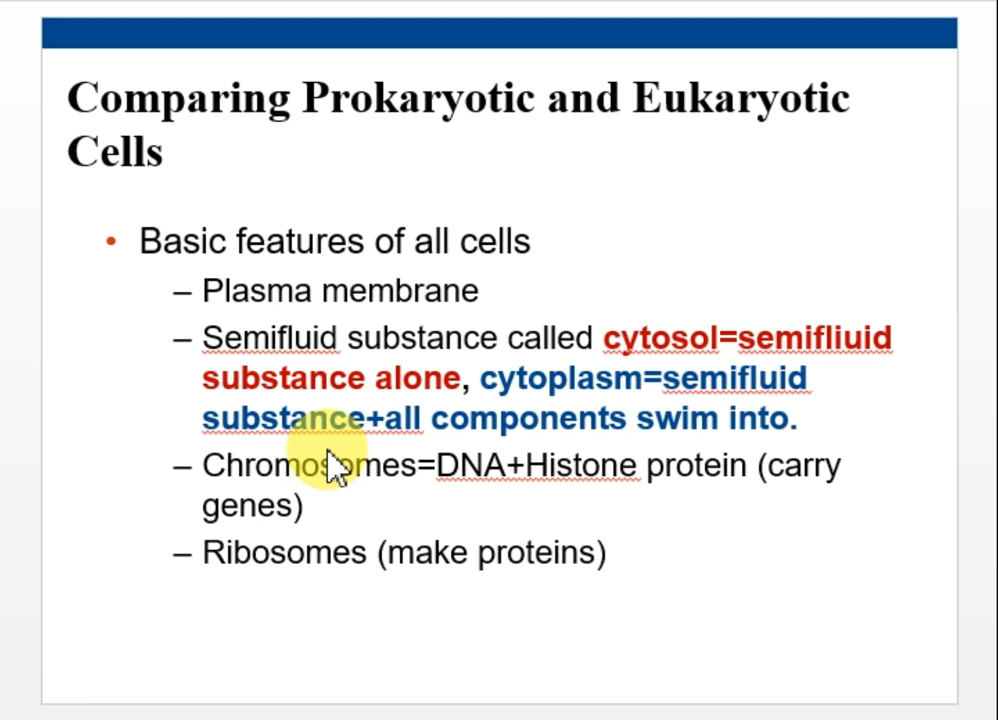 Comparing Prokaryotic and Eukaryotic
Cells
• Basic features of all cells
– Plasma membrane
– Semifluid substance called cytosol=semifliuid
substance alone, cytoplasm=semifluid
substance+all components swim into.
– Chromosomes=DNA+Histone protein (carry
genes)
– Ribosomes (make proteins)